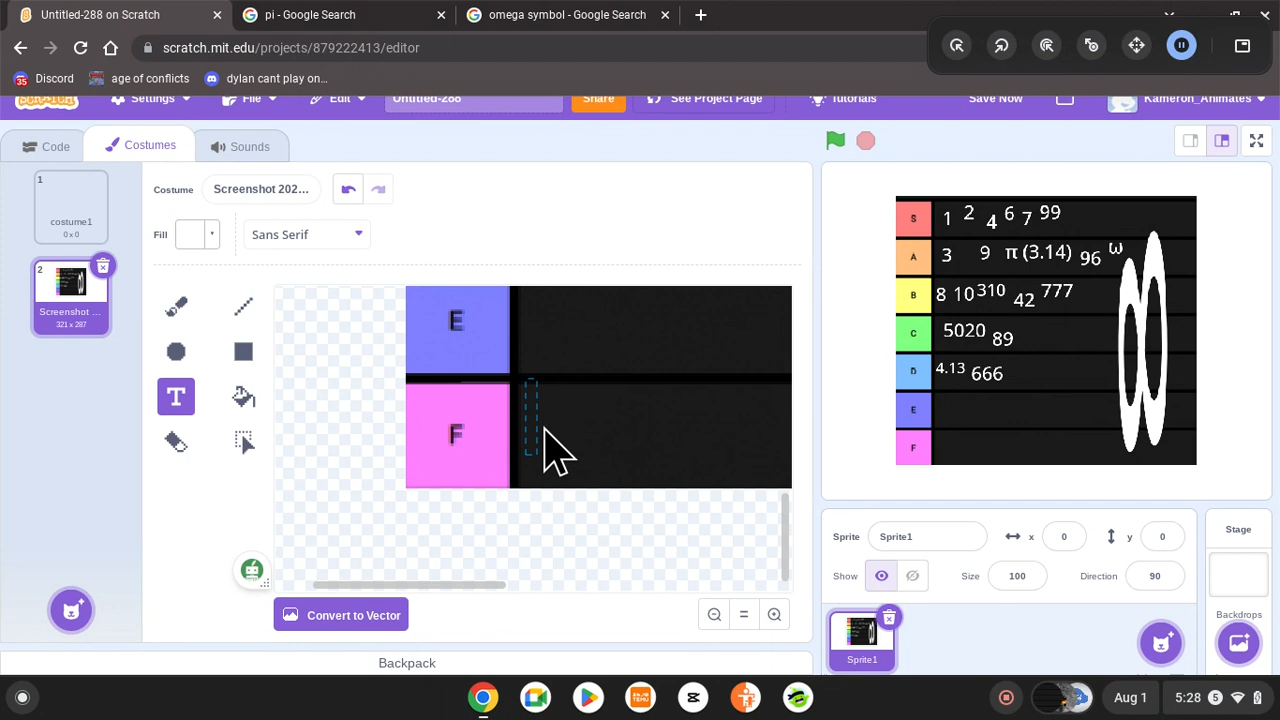 Untitled-288 on Scratch
pi - Google Search
omega symbol - Google Search
scratch.mit.edu/projects/879222413/editor
35
Discord
age of conflicts
dylan cant play on...
Settings
File
Edit
Untitled-288
Share
See Project Page
Tutorials
Save Now
Kameron_Animates
Code
Costumes
Sounds
Costume
Screenshot 202...
Fill
Sans Serif
1
costume1
0 x 0
2
Screenshot ...
321 x 287
T
E
F
S 1 2 4 6 7 99
A 3 9 π (3.14) 96 ω
B 8 10 310 42 777
C 5020 89
D 4.13 666
E
F
00
Convert to Vector
Sprite
Sprite1
x
0
y
0
Show
Size
100
Direction
90
Sprite1
Stage
Backdrops
Backpack
TEMU
Aug 1
5:28
5